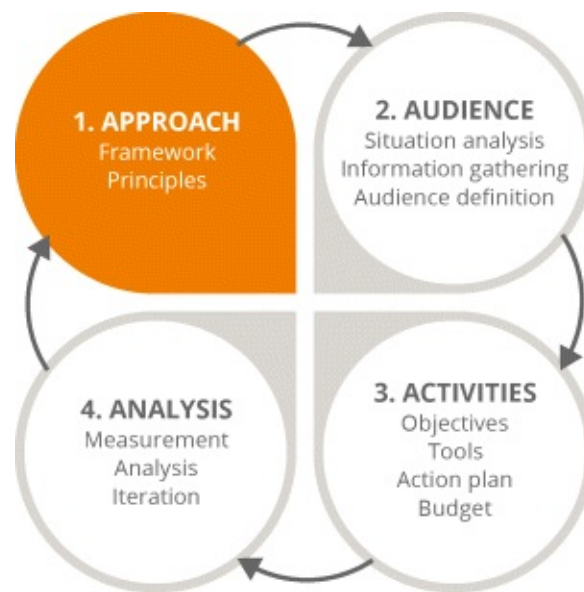 1. APPROACH
Framework
Principles
2. AUDIENCE
Situation analysis
Information gathering
Audience definition
3. ACTIVITIES
Objectives
Tools
Action plan
Budget
4. ANALYSIS
Measurement
Analysis
Iteration